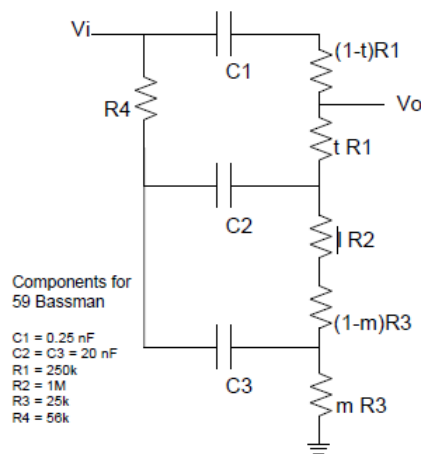 Vi
C1
(1-t)R1
R4
Vo
t R1
C2
l R2
Components for
59 Bassman
(1-m)R3
C1 = 0.25 nF
C2 = C3 = 20 nF
R1 = 250k
R2 = 1M
R3 = 25k
R4 = 56k
C3
m R3